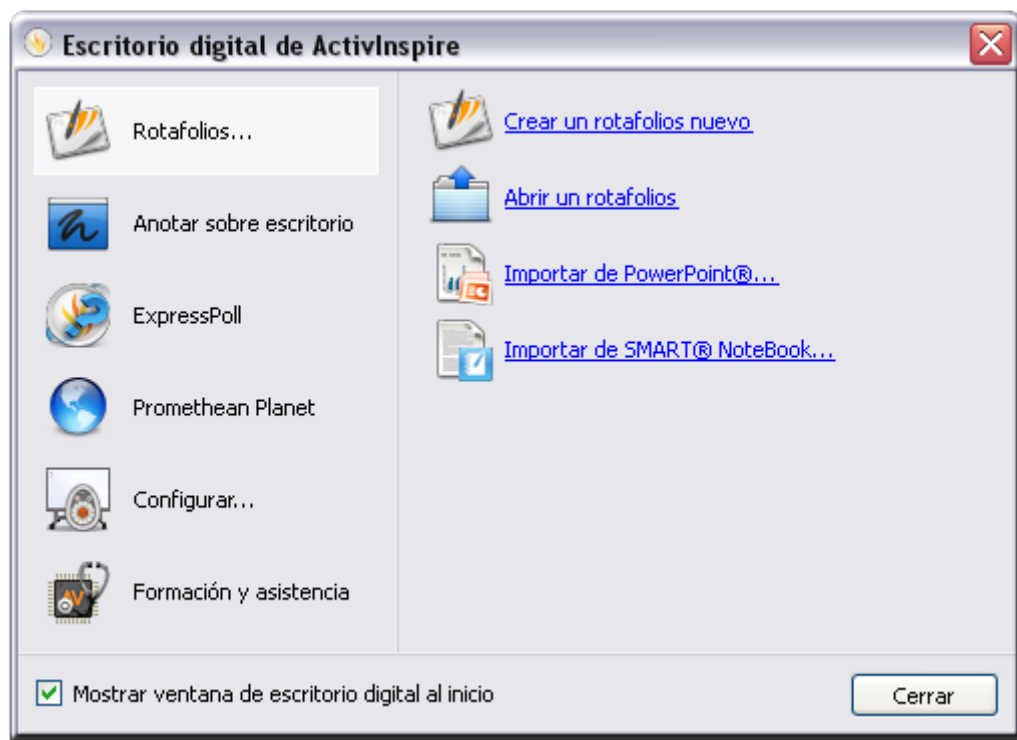 Escritorio digital de ActivInspire
Rotafolios...
Anotar sobre escritorio
ExpressPoll
Promethean Planet
Configurar...
Formación y asistencia
Crear un rotafolios nuevo
Abrir un rotafolios
Importar de PowerPoint®...
Importar de SMART® NoteBook...
Mostrar ventana de escritorio digital al inicio
Cerrar